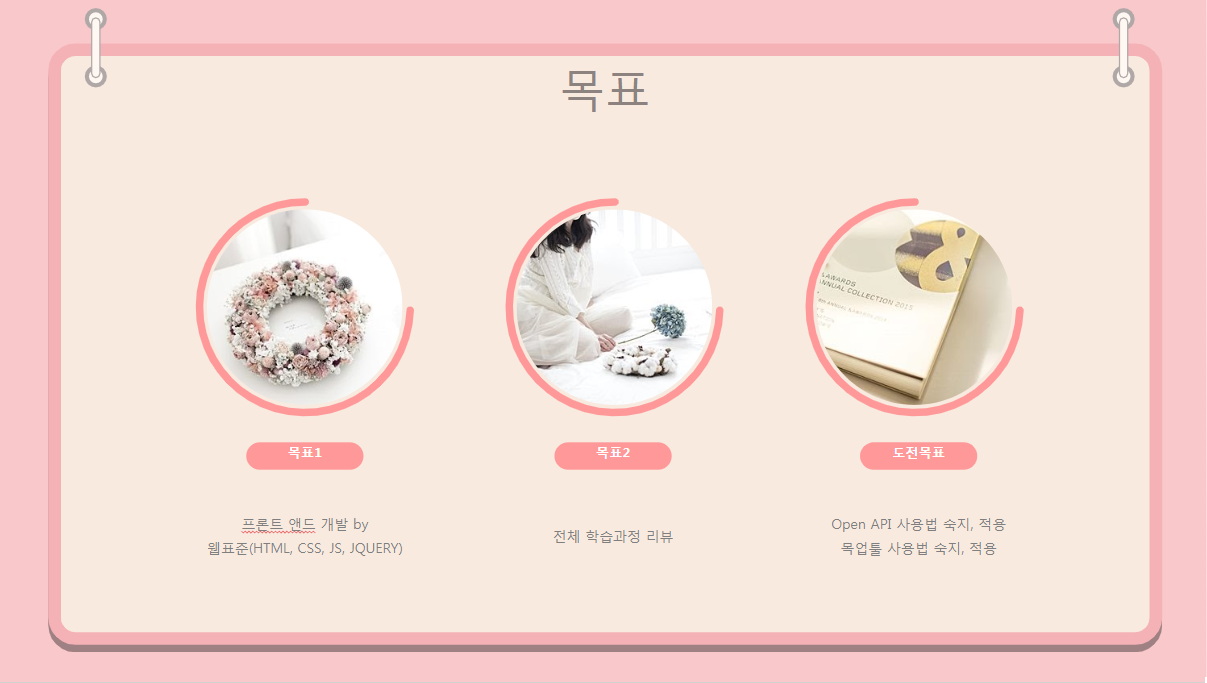 목표
&
AWARDS
ANNUAL COLLECTION 2015
목표1
목표2
도전목표
프론트 앤드 개발 by
웹표준(HTML, CSS, JS, JQUERY)
전체 학습과정 리뷰
Open API 사용법 숙지, 적용
목업툴 사용법 숙지, 적용